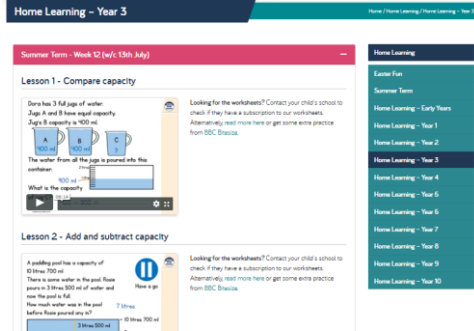 Home Learning – Year 3
Home / Home Learning / Home Learning – Year 3
Summer Term – Week 12 (w/c 13th July)
Lesson 1 - Compare capacity
Dora has 3 full jugs of water.
Jugs A and B have equal capacity.
Jug B capacity is 400 ml
A
B
C
400 ml
400 ml
?
The water from all the jugs is poured into this
container.
900 ml
What is the capacity
Looking for the worksheets? Contact your child's school to
check if they have a subscription to our worksheets.
Alternatively, read more here or get some extra practice
from BBC Bitesize.
Lesson 2 - Add and subtract capacity
A paddling pool has a capacity of
10 litres 700 ml
There is some water in the pool. Rosie
pours in 3 litres 500 ml of water and
now the pool is full.
How much water was in the pool
before Rosie poured any in?
Have a go
7 litres
10 litres 700 ml
3 litres 500 ml
Looking for the worksheets? Contact your child's school to
check if they have a subscription to our worksheets.
Alternatively, read more here or get some extra practice
from BBC Bitesize.
Home Learning
Easter Fun
Summer Term
Home Learning – Early Years
Home Learning – Year 1
Home Learning – Year 2
Home Learning – Year 3
Home Learning – Year 4
Home Learning – Year 5
Home Learning – Year 6
Home Learning – Year 7
Home Learning – Year 8
Home Learning – Year 9
Home Learning – Year 10